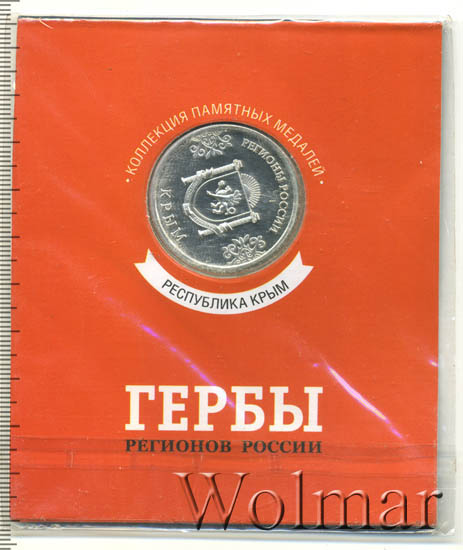 · КОЛЛЕКЦИЯ ПАМЯТНЫХ МЕДАЛЕЙ ·
РЕГИОНЫ РОССИИ
КРЫМ
РЕСПУБЛИКА КРЫМ
ГЕРБЫ
РЕГИОНОВ РОССИИ
Wolmar